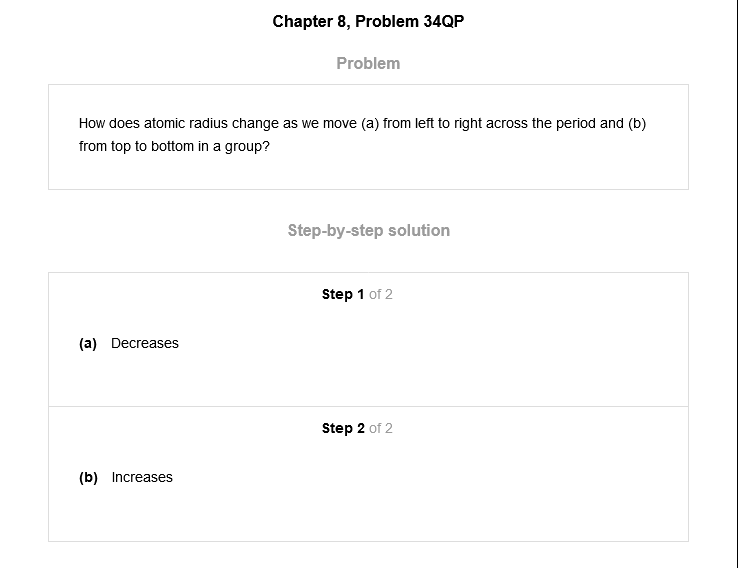 Chapter 8, Problem 34QP
Problem
How does atomic radius change as we move (a) from left to right across the period and (b)
from top to bottom in a group?
Step-by-step solution
Step 1 of 2
(a) Decreases
Step 2 of 2
(b) Increases